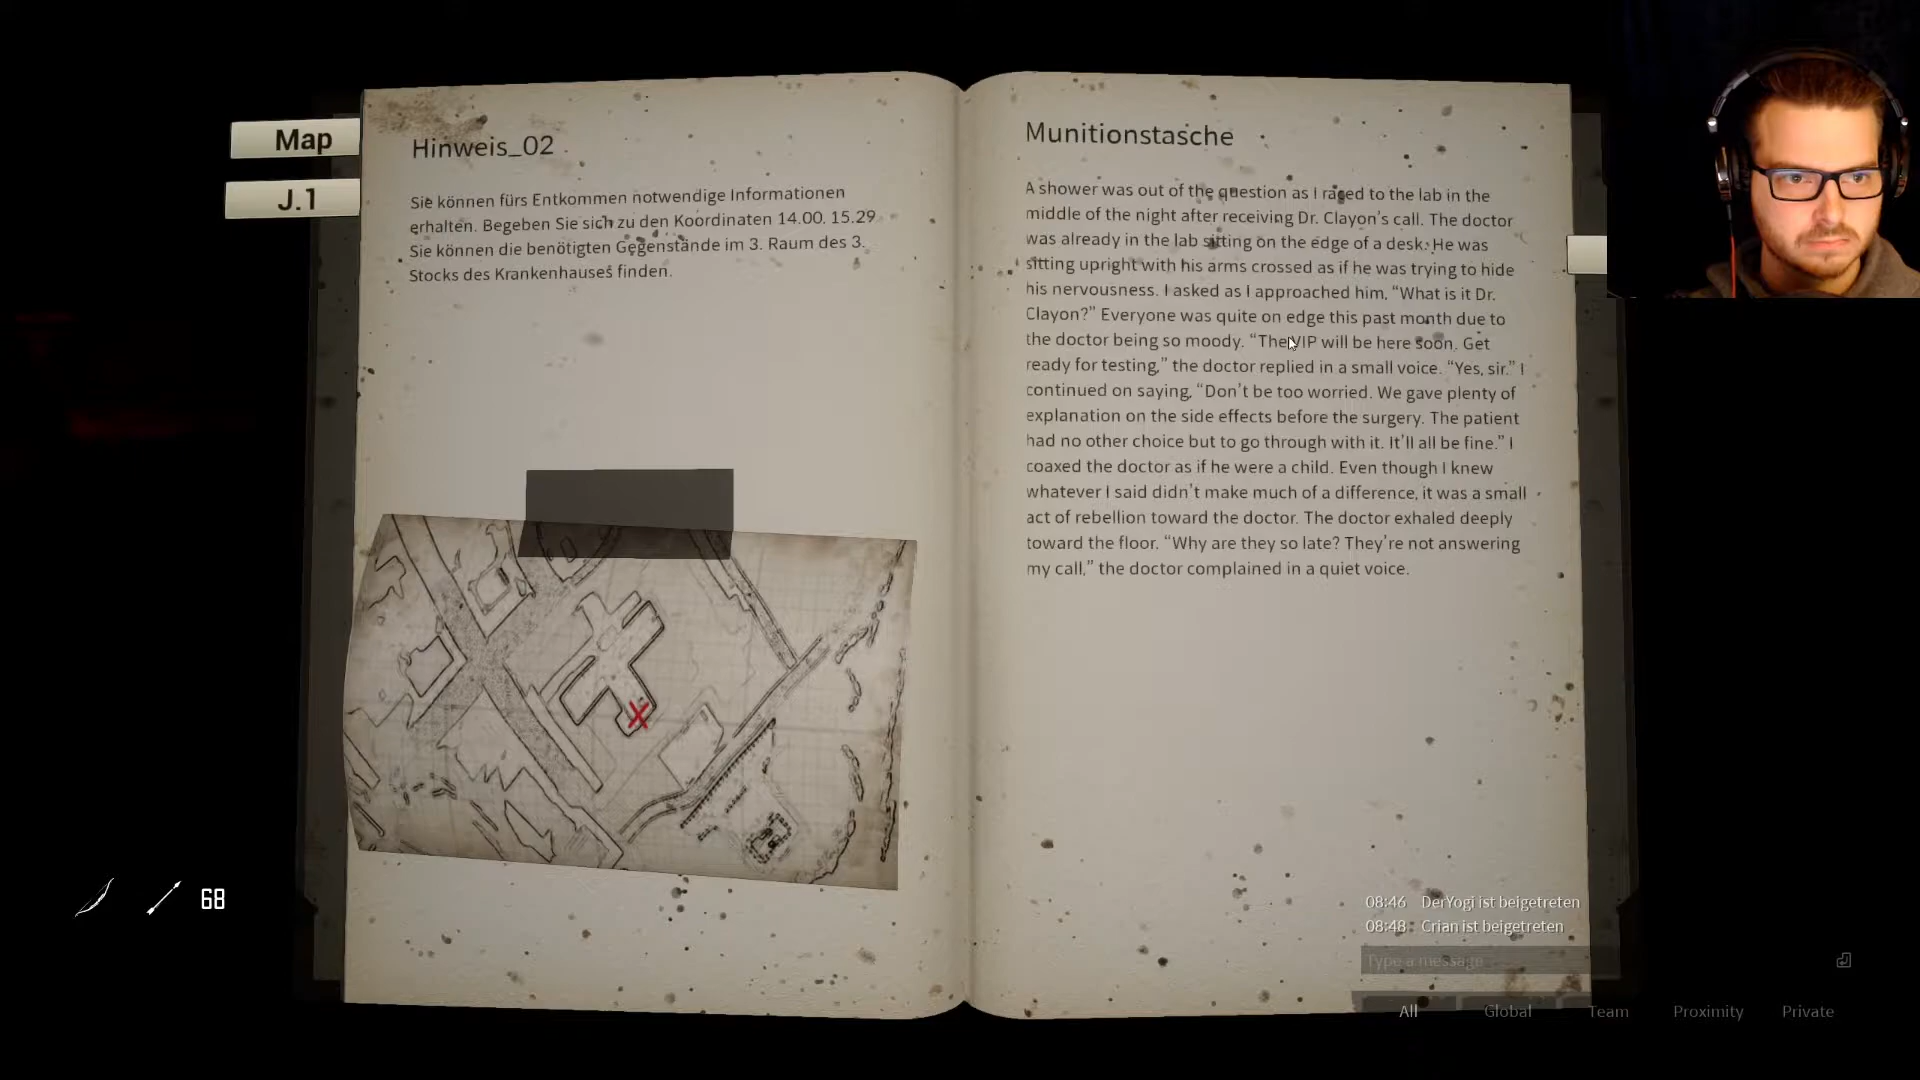 Map
J.1
Hinweis_02
Sie können fürs Entkommen notwendige Informationen
erhalten. Begeben Sie sich zu den Koordinaten 14.00, 15.29
Sie können die benötigten Gegenstände im 3. Raum des 3.
Stocks des Krankenhauses finden.
Munitionstasche
A shower was out of the question as I raced to the lab in the
middle of the night after receiving Dr. Clayon's call. The doctor
was already in the lab sitting on the edge of a desk. He was
sitting upright with his arms crossed as if he was trying to hide
his nervousness. I asked as I approached him, “What is it Dr.
Clayon?” Everyone was quite on edge this past month due to
the doctor being so moody. “The VIP will be here soon. Get
ready for testing,” the doctor replied in a small voice. “Yes, sir.” I
continued on saying, “Don't be too worried. We gave plenty of
explanation on the side effects before the surgery. The patient
had no other choice but to go through with it. It'll all be fine.” I
coaxed the doctor as if he were a child. Even though I knew
whatever I said didn't make much of a difference, it was a small
act of rebellion toward the doctor. The doctor exhaled deeply
toward the floor. “Why are they so late? They're not answering
my call,” the doctor complained in a quiet voice.
68
08:46 DerYogi ist beigetreten
08:48 Crian ist beigetreten
Type a message
All Global Team Proximity Private